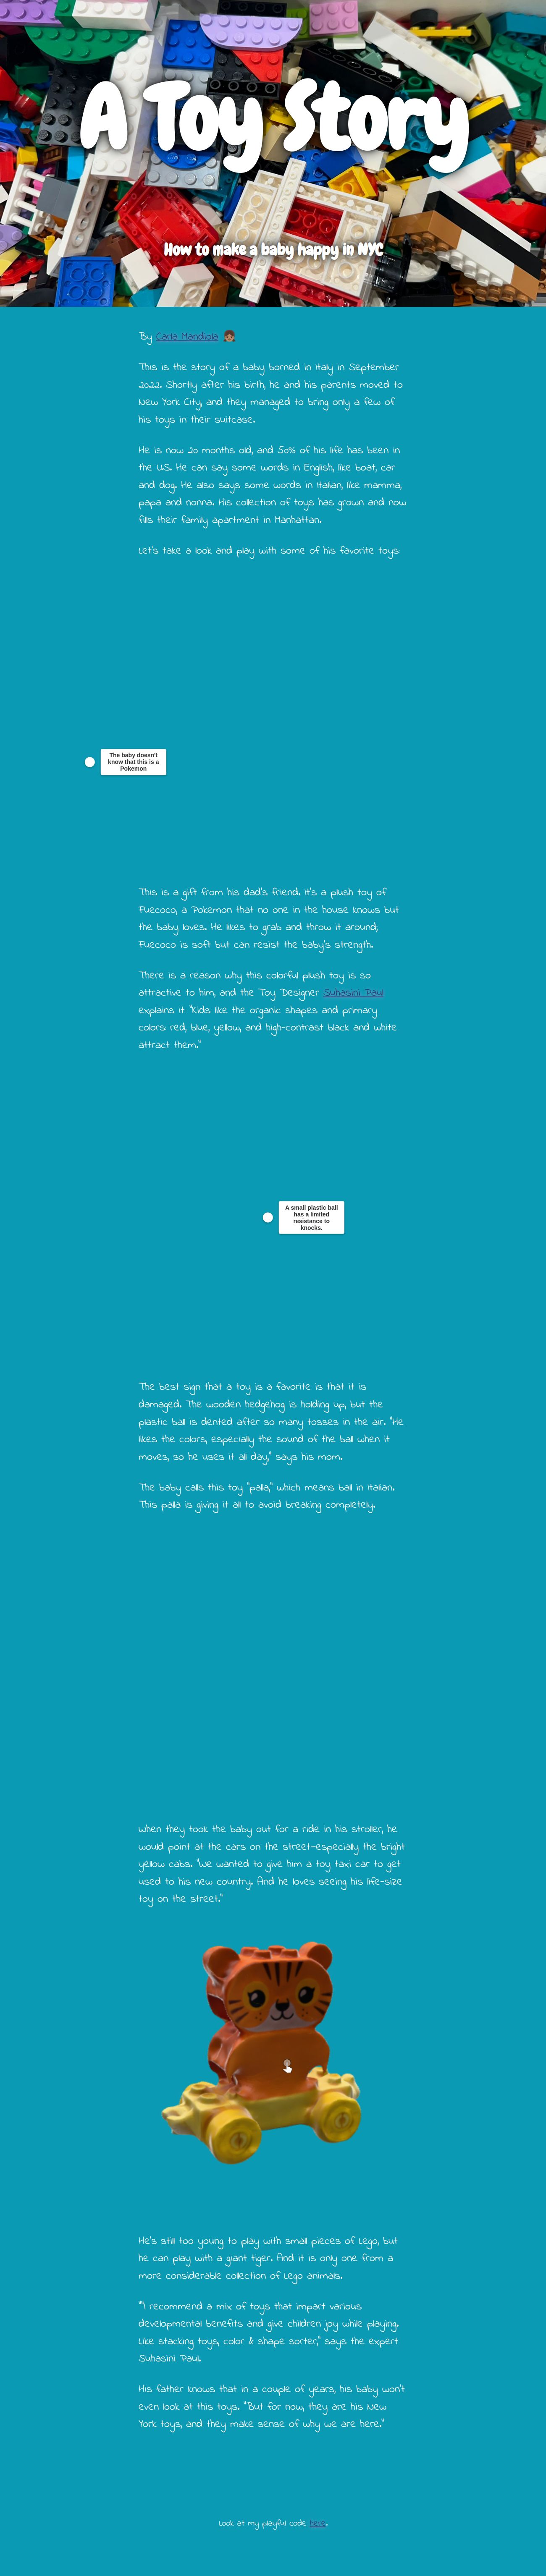 A Toy Story
How to make a baby happy in NYC
By Carla Mandiola
This is the story of a baby borned in Italy in September
2022. Shortly after his birth, he and his parents moved to
New York City, and they managed to bring only a few of
his toys in their suitcase.
He is now 20 months old, and 50% of his life has been in
the US. He can say some words in English, like boat, car
and dog. He also says some words in Italian, like mamma,
papa and nonna. His collection of toys has grown and now
fills their family apartment in Manhattan.
Let's take a look and play with some of his favorite toys:
The baby doesn't
know that this is a
Pokemon
This is a gift from his dad's friend. It's a plush toy of
Fuecoco, a Pokemon that no one in the house knows but
the baby loves. He likes to grab and throw it around;
Fuecoco is soft but can resist the baby's strength.
There is a reason why this colorful plush toy is so
attractive to him, and the Toy Designer Suhasini Paul
explains it: "Kids like the organic shapes and primary
colors: red, blue, yellow, and high-contrast black and white
attract them."
A small plastic ball
has a limited
resistance to
knocks.
The best sign that a toy is a favorite is that it is
damaged. The wooden hedgehog is holding up, but the
plastic ball is dented after so many tosses in the air. "He
likes the colors, especially the sound of the ball when it
moves, so he uses it all day," says his mom.
The baby calls this toy "palla," which means ball in Italian.
This palla is giving it all to avoid breaking completely.
When they took the baby out for a ride in his stroller, he
would point at the cars on the street—especially the bright
yellow cabs. "We wanted to give him a toy taxi car to get
used to his new country. And he loves seeing his life-size
toy on the street."
He's still too young to play with small pieces of Lego, but
he can play with a giant tiger. And it is only one from a
more considerable collection of Lego animals.
""I recommend a mix of toys that impart various
developmental benefits and give children joy while playing.
Like stacking toys, color & shape sorter," says the expert
Suhasini Paul.
His father knows that in a couple of years, his baby won't
even look at this toys. "But for now, they are his New
York toys, and they make sense of why we are here."
Look at my playful code here.